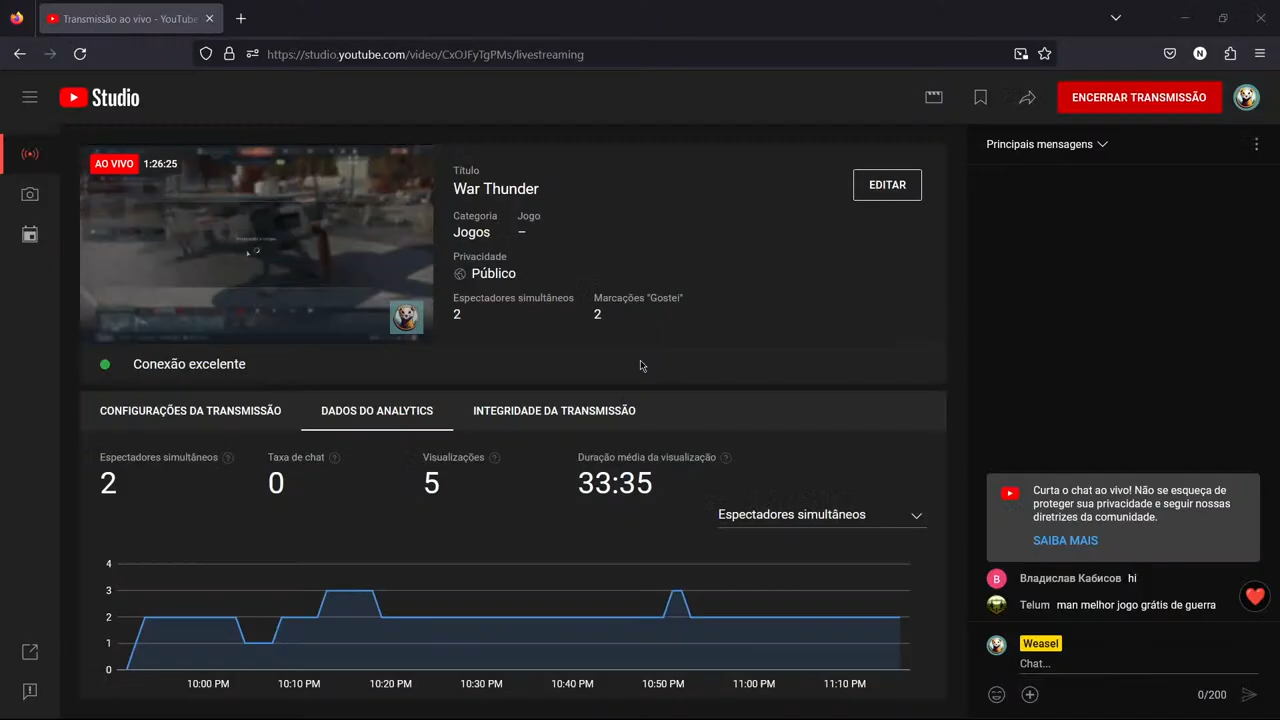 Transmissão ao vivo - YouTube
https://studio.youtube.com/video/CxOJFyTgPMs/livestreaming
N
Studio
ENCERRAR TRANSMISSÃO
AO VIVO 1:26:25
Título
War Thunder
EDITAR
Categoria Jogo
Jogos –
Privacidade
Público
Espectadores simultâneos Marcações "Gostei"
2 2
Conexão excelente
CONFIGURAÇÕES DA TRANSMISSÃO DADOS DO ANALYTICS INTEGRIDADE DA TRANSMISSÃO
Espectadores simultâneos Taxa de chat Visualizações Duração média da visualização
2 0 5 33:35
Espectadores simultâneos
4
3
2
1
0
10:00 PM 10:10 PM 10:20 PM 10:30 PM 10:40 PM 10:50 PM 11:00 PM 11:10 PM
Principais mensagens
Curta o chat ao vivo! Não se esqueça de
proteger sua privacidade e seguir nossas
diretrizes da comunidade.
SAIBA MAIS
В Владислав Кабисов hi
Telum man melhor jogo grátis de guerra
Weasel
Chat...
0/200